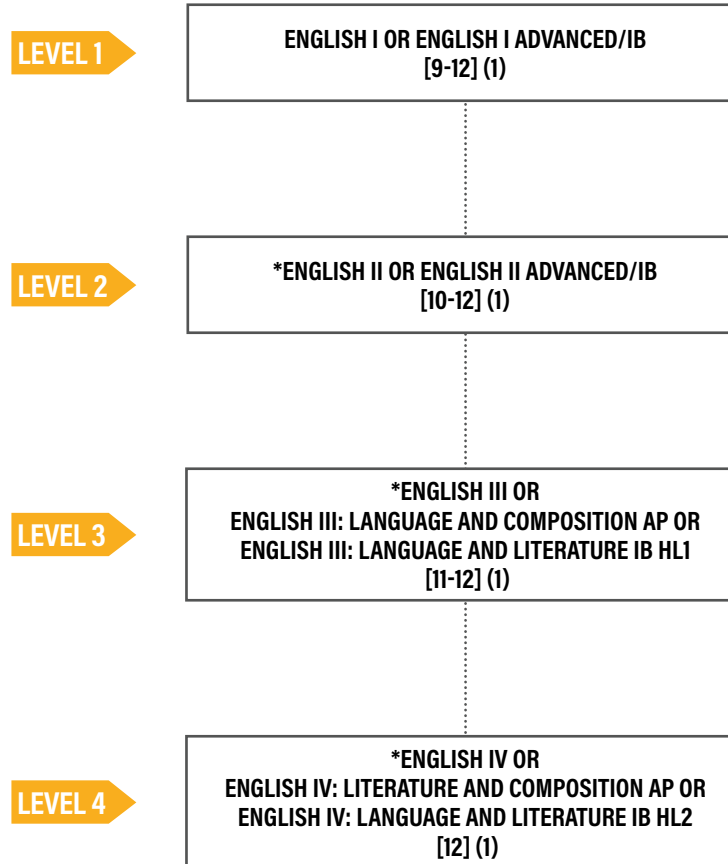 LEVEL 1
ENGLISH I OR ENGLISH I ADVANCED/IB
[9-12] (1)
LEVEL 2
*ENGLISH II OR ENGLISH II ADVANCED/IB
[10-12] (1)
LEVEL 3
*ENGLISH III OR
ENGLISH III: LANGUAGE AND COMPOSITION AP OR
ENGLISH III: LANGUAGE AND LITERATURE IB HL1
[11-12] (1)
LEVEL 4
*ENGLISH IV OR
ENGLISH IV: LITERATURE AND COMPOSITION AP OR
ENGLISH IV: LANGUAGE AND LITERATURE IB HL2
[12] (1)